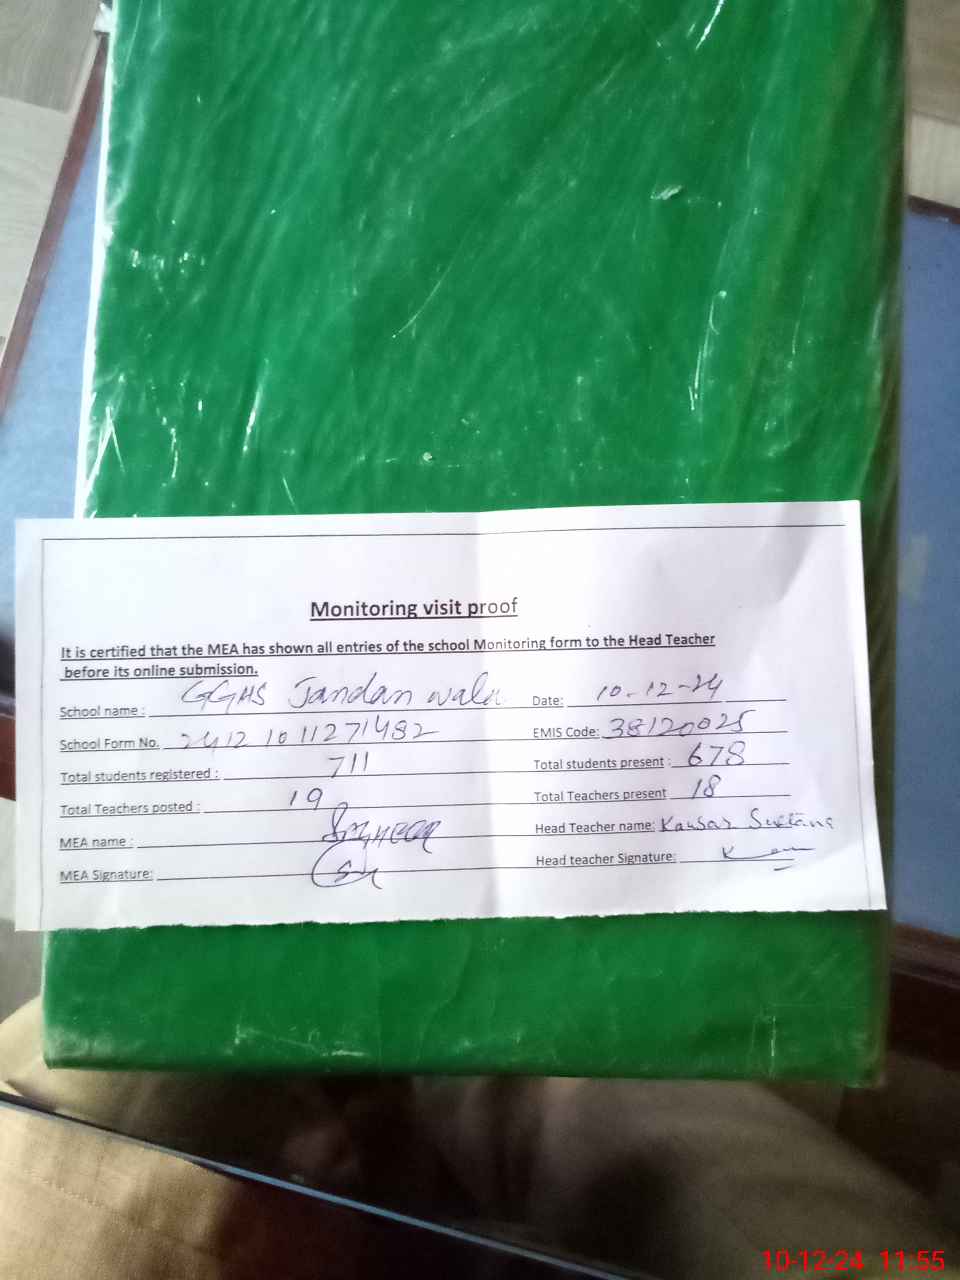 Monitoring visit proof
It is certified that the MEA has shown all entries of the school Monitoring form to the Head Teacher
before its online submission.
School name : GGHS Jandanwala Date: 10-12-24
School Form No. 2412 10 11271482 EMIS Code: 38120025
Total students registered : 711 Total students present : 678
Total Teachers posted : 19 Total Teachers present 18
MEA name : Head Teacher name: Kausar Sultana
MEA Signature: Head teacher Signature:
10-12-24 11:55